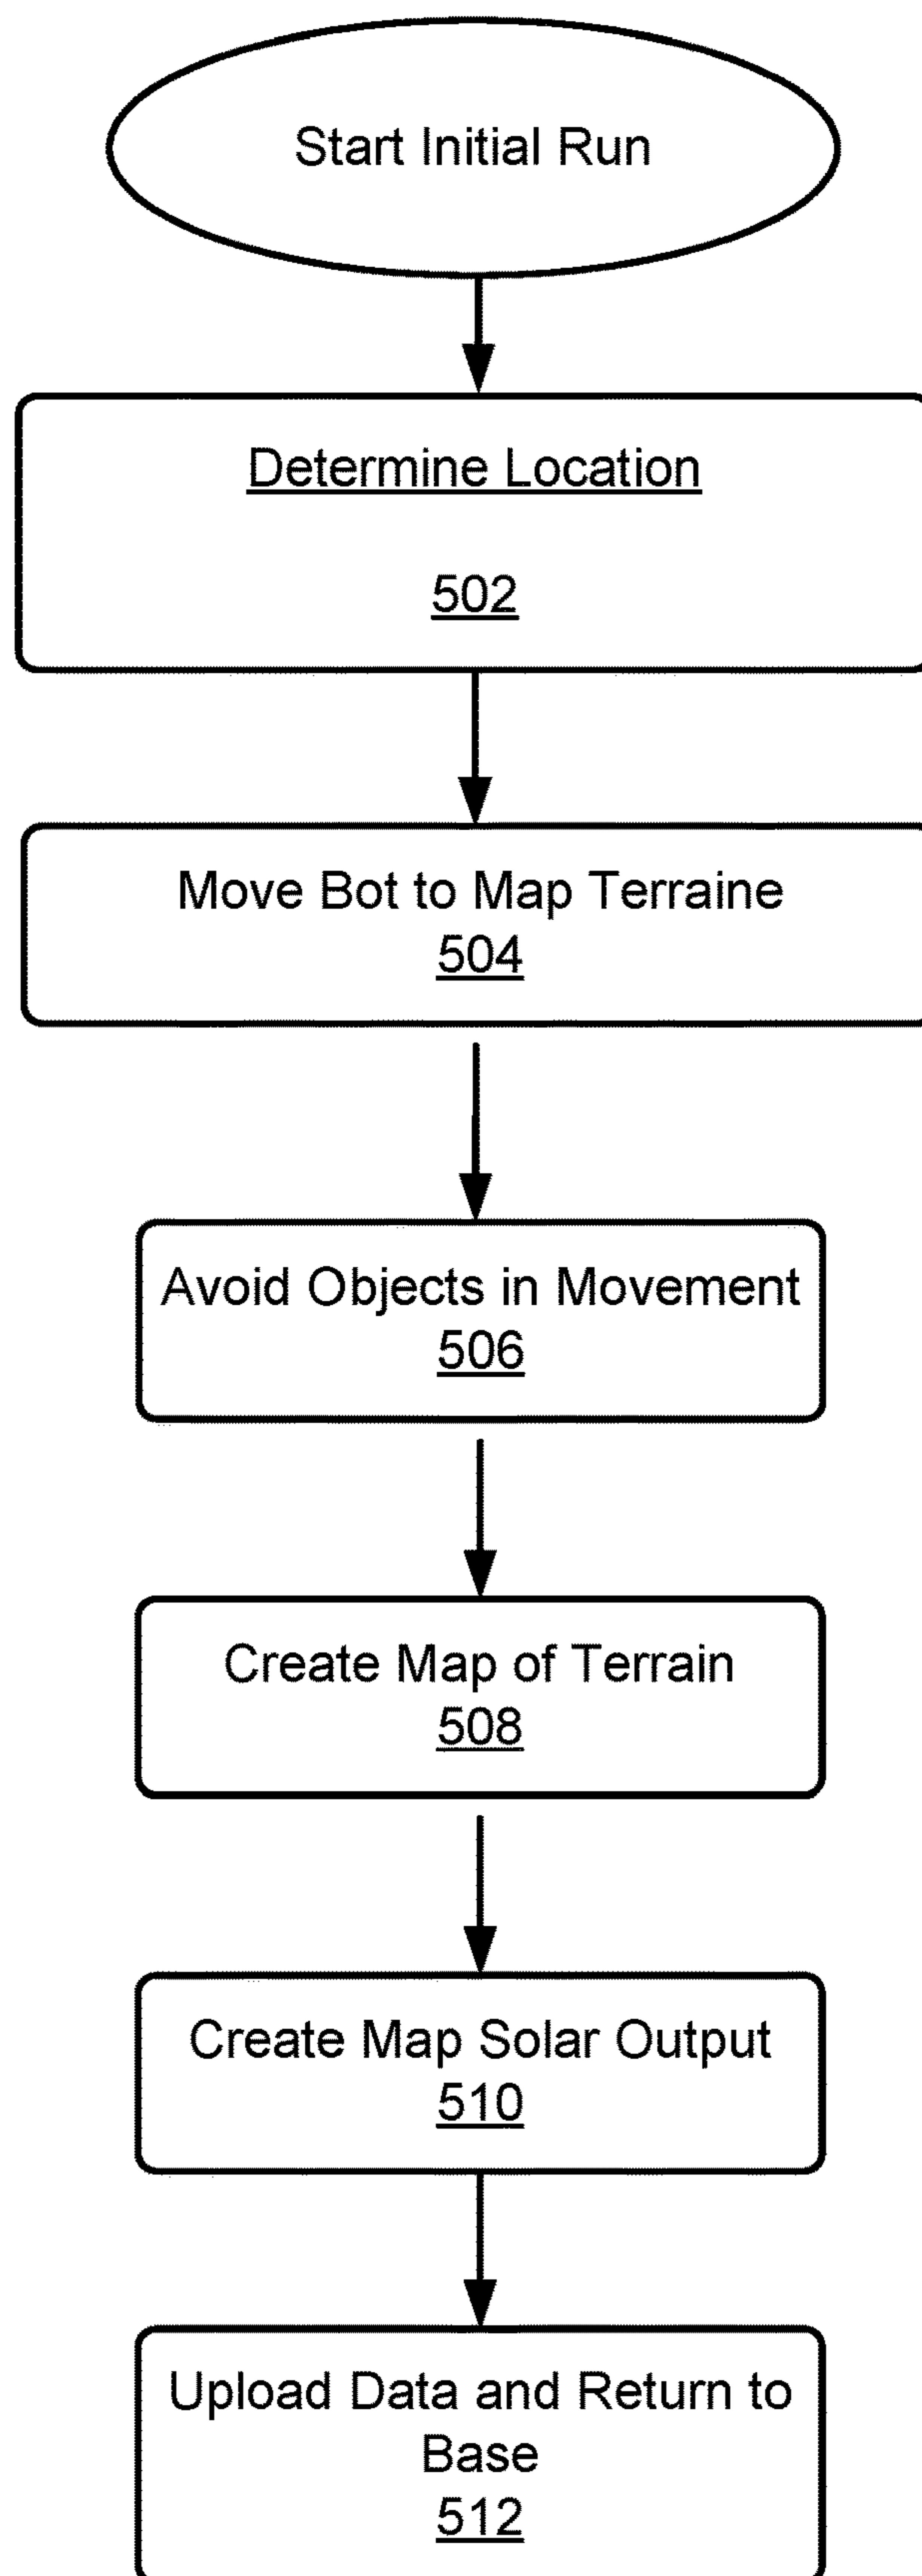 Start Initial Run
Determine Location
502
Move Bot to Map Terraine
504
Avoid Objects in Movement
506
Create Map of Terrain
508
Create Map Solar Output
510
Upload Data and Return to
Base
512